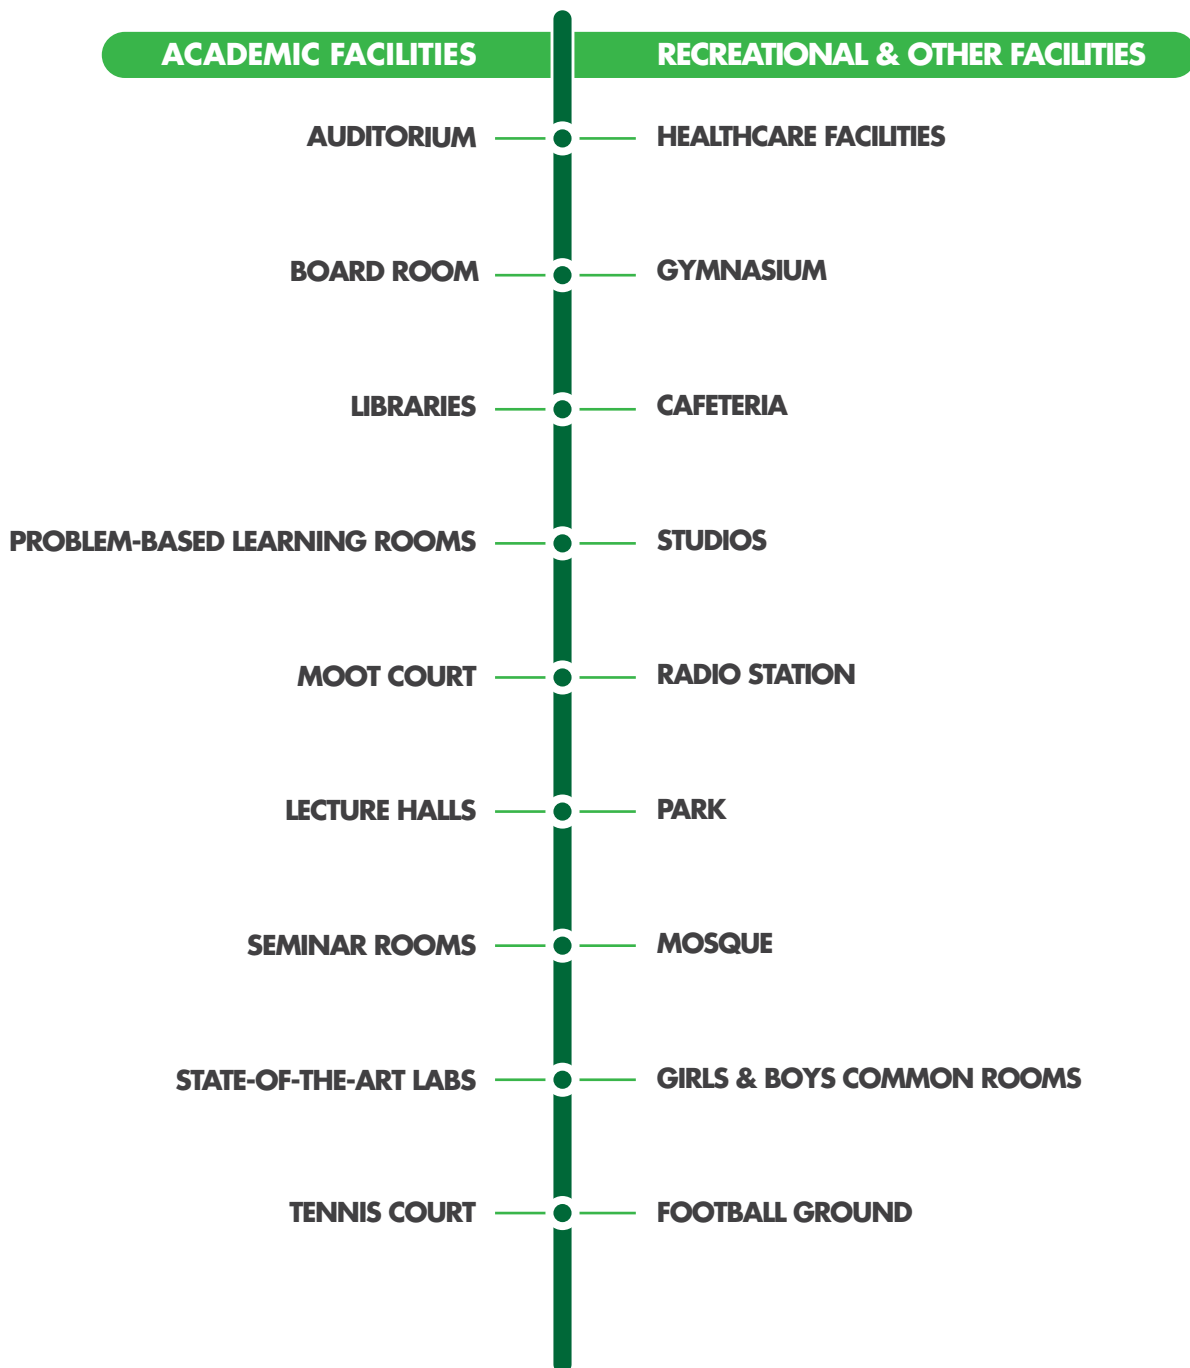 ACADEMIC FACILITIES
RECREATIONAL & OTHER FACILITIES
AUDITORIUM
HEALTHCARE FACILITIES
BOARD ROOM
GYMNASIUM
LIBRARIES
CAFETERIA
PROBLEM-BASED LEARNING ROOMS
STUDIOS
MOOT COURT
RADIO STATION
LECTURE HALLS
PARK
SEMINAR ROOMS
MOSQUE
STATE-OF-THE-ART LABS
GIRLS & BOYS COMMON ROOMS
TENNIS COURT
FOOTBALL GROUND